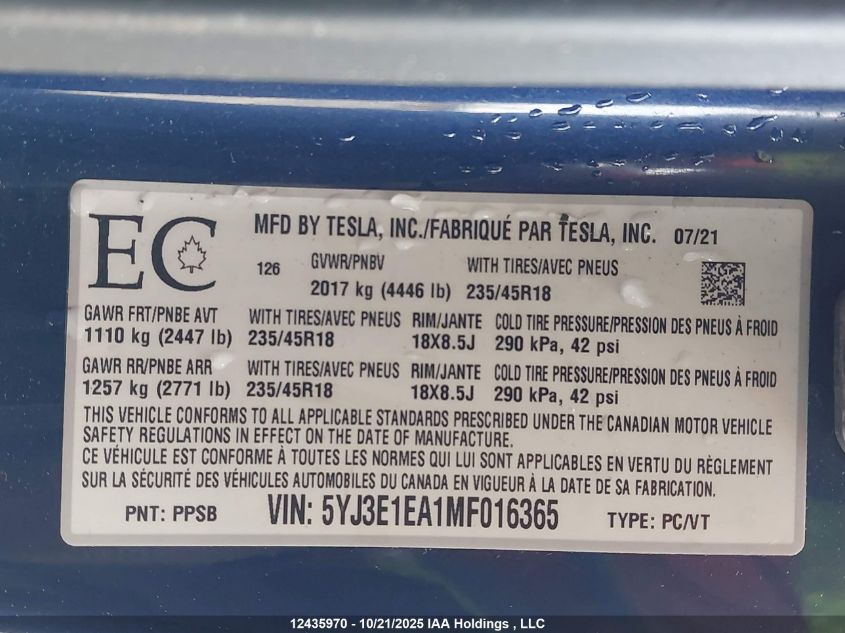 EC
MFD BY TESLA, INC./FABRIQUÉ PAR TESLA, INC. 07/21
126 GVWR/PNBV WITH TIRES/AVEC PNEUS
2017 kg (4446 lb) 235/45R18
GAWR FRT/PNBE AVT WITH TIRES/AVEC PNEUS RIM/JANTE COLD TIRE PRESSURE/PRESSION DES PNEUS À FROID
1110 kg (2447 lb) 235/45R18 18X8.5J 290 kPa, 42 psi
GAWR RR/PNBE ARR WITH TIRES/AVEC PNEUS RIM/JANTE COLD TIRE PRESSURE/PRESSION DES PNEUS À FROID
1257 kg (2771 lb) 235/45R18 18X8.5J 290 kPa, 42 psi
THIS VEHICLE CONFORMS TO ALL APPLICABLE STANDARDS PRESCRIBED UNDER THE CANADIAN MOTOR VEHICLE
SAFETY REGULATIONS IN EFFECT ON THE DATE OF MANUFACTURE.
CE VÉHICULE EST CONFORME À TOUTES LES NORMES QUI LUI SONT APPLICABLES EN VERTU DU RÈGLEMENT
SUR LA SÉCURITÉ DES VÉHICULES AUTOMOBILES DU CANADA EN VIGUEUR À LA DATE DE SA FABRICATION.
PNT: PPSB VIN: 5YJ3E1EA1MF016365 TYPE: PC/VT
12435970 - 10/21/2025 IAA Holdings , LLC